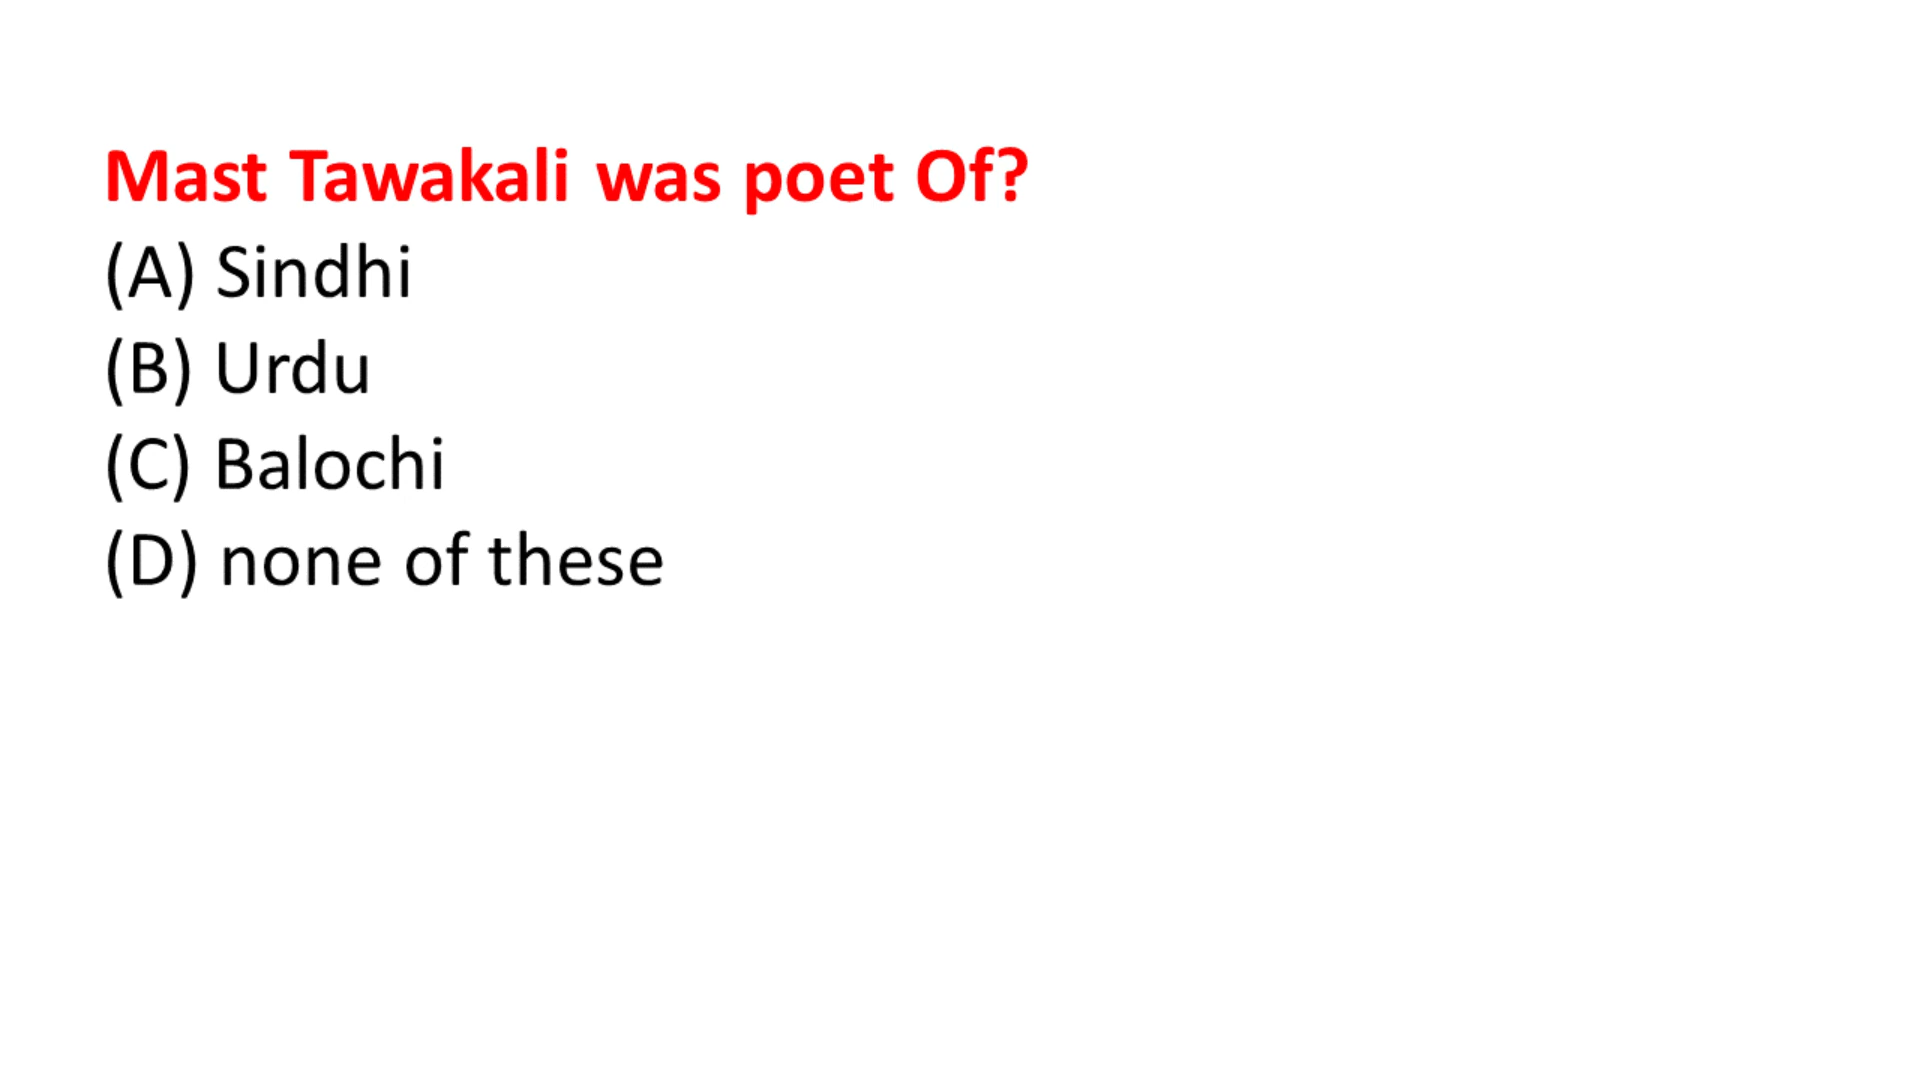 Mast Tawakali was poet Of?
(A) Sindhi
(B) Urdu
(C) Balochi
(D) none of these